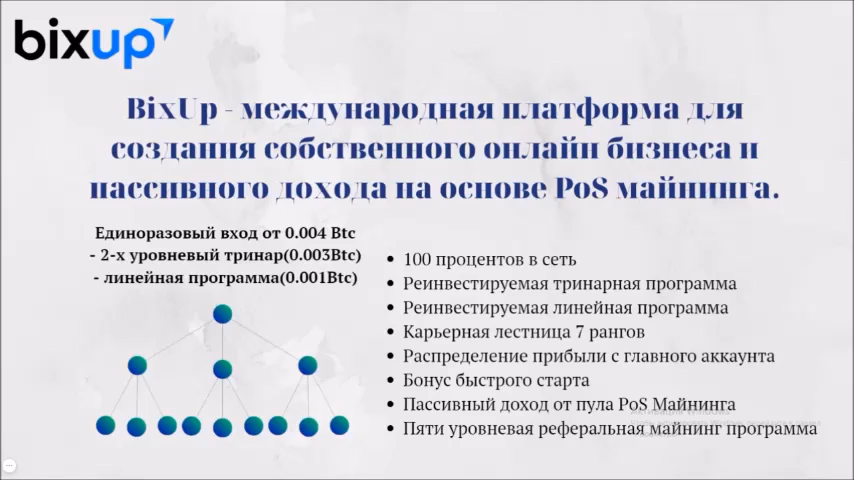 bixup
BixUp - международная платформа для
создания собственного онлайн бизнеса и
пассивного дохода на основе PoS майнинга.
Единоразовый вход от 0.004 Btc
- 2-х уровневый тринар(0.003Btc)
- линейная программа(0.001Btc)
• 100 процентов в сеть
• Реинвестируемая тринарная программа
• Реинвестируемая линейная программа
• Карьерная лестница 7 рангов
• Распределение прибыли с главного аккаунта
• Бонус быстрого старта
• Пассивный доход от пула PoS Майнинга
• Пяти уровневая реферальная майнинг программа